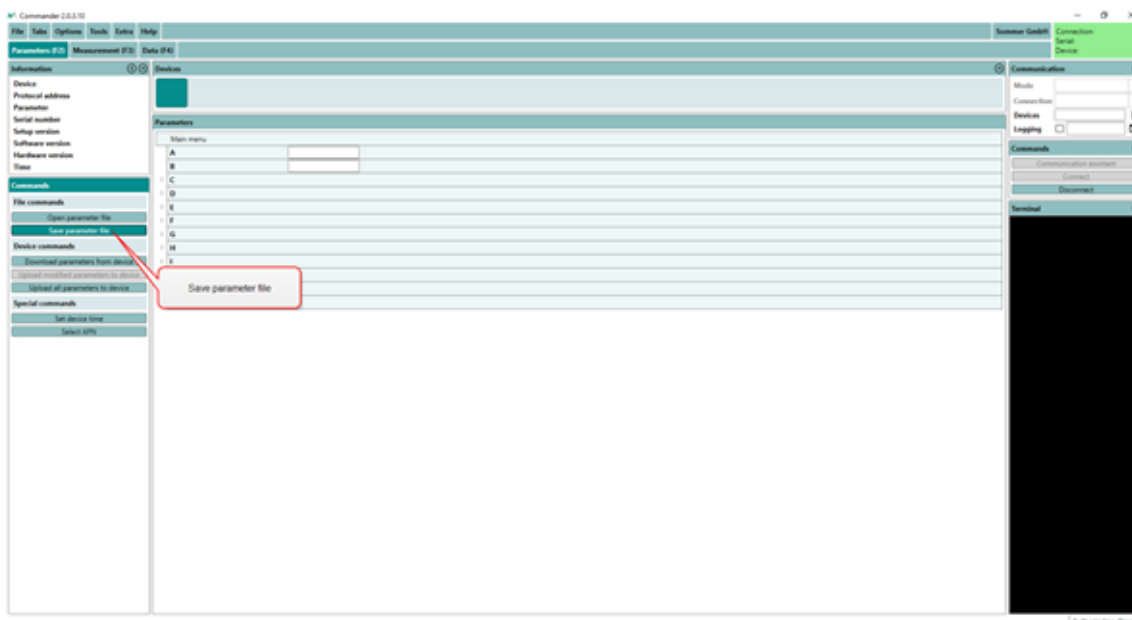 Commander 2.0.3.10
File Tabs Options Tools Extra Help
Sommer GmbH
Connection:
Serial:
Device:
Parameters (F2) Measurement (F3) Data (F4)
Information
Device
Protocol address
Parameter
Serial number
Setup version
Software version
Hardware version
Time
Commands
File commands
Open parameter file
Save parameter file
Device commands
Download parameters from device
Upload modified parameters to device
Upload all parameters to device
Special commands
Set device time
Select APN
Devices
Parameters
Main menu
A
B
C
D
E
F
G
H
I
Save parameter file
Communication
Mode
Connection
Devices
Logging
Commands
Communication assistant
Connect
Disconnect
Terminal